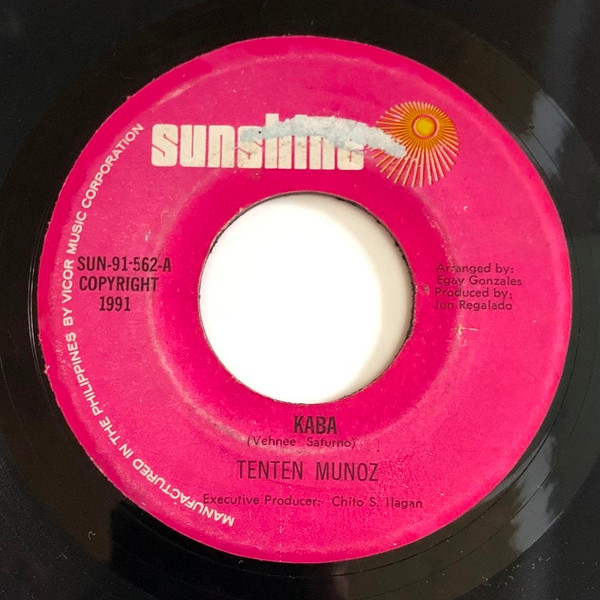 sunshine
SUN-91-562-A
COPYRIGHT
1991
Arranged by:
Egay Gonzales
Produced by:
Jun Regalado
KABA
(Vehnee Saturno)
TENTEN MUNOZ
Executive Producer: Chito S. Ilagan
MANUFACTURED IN THE PHILIPPINES BY VICOR MUSIC CORPORATION